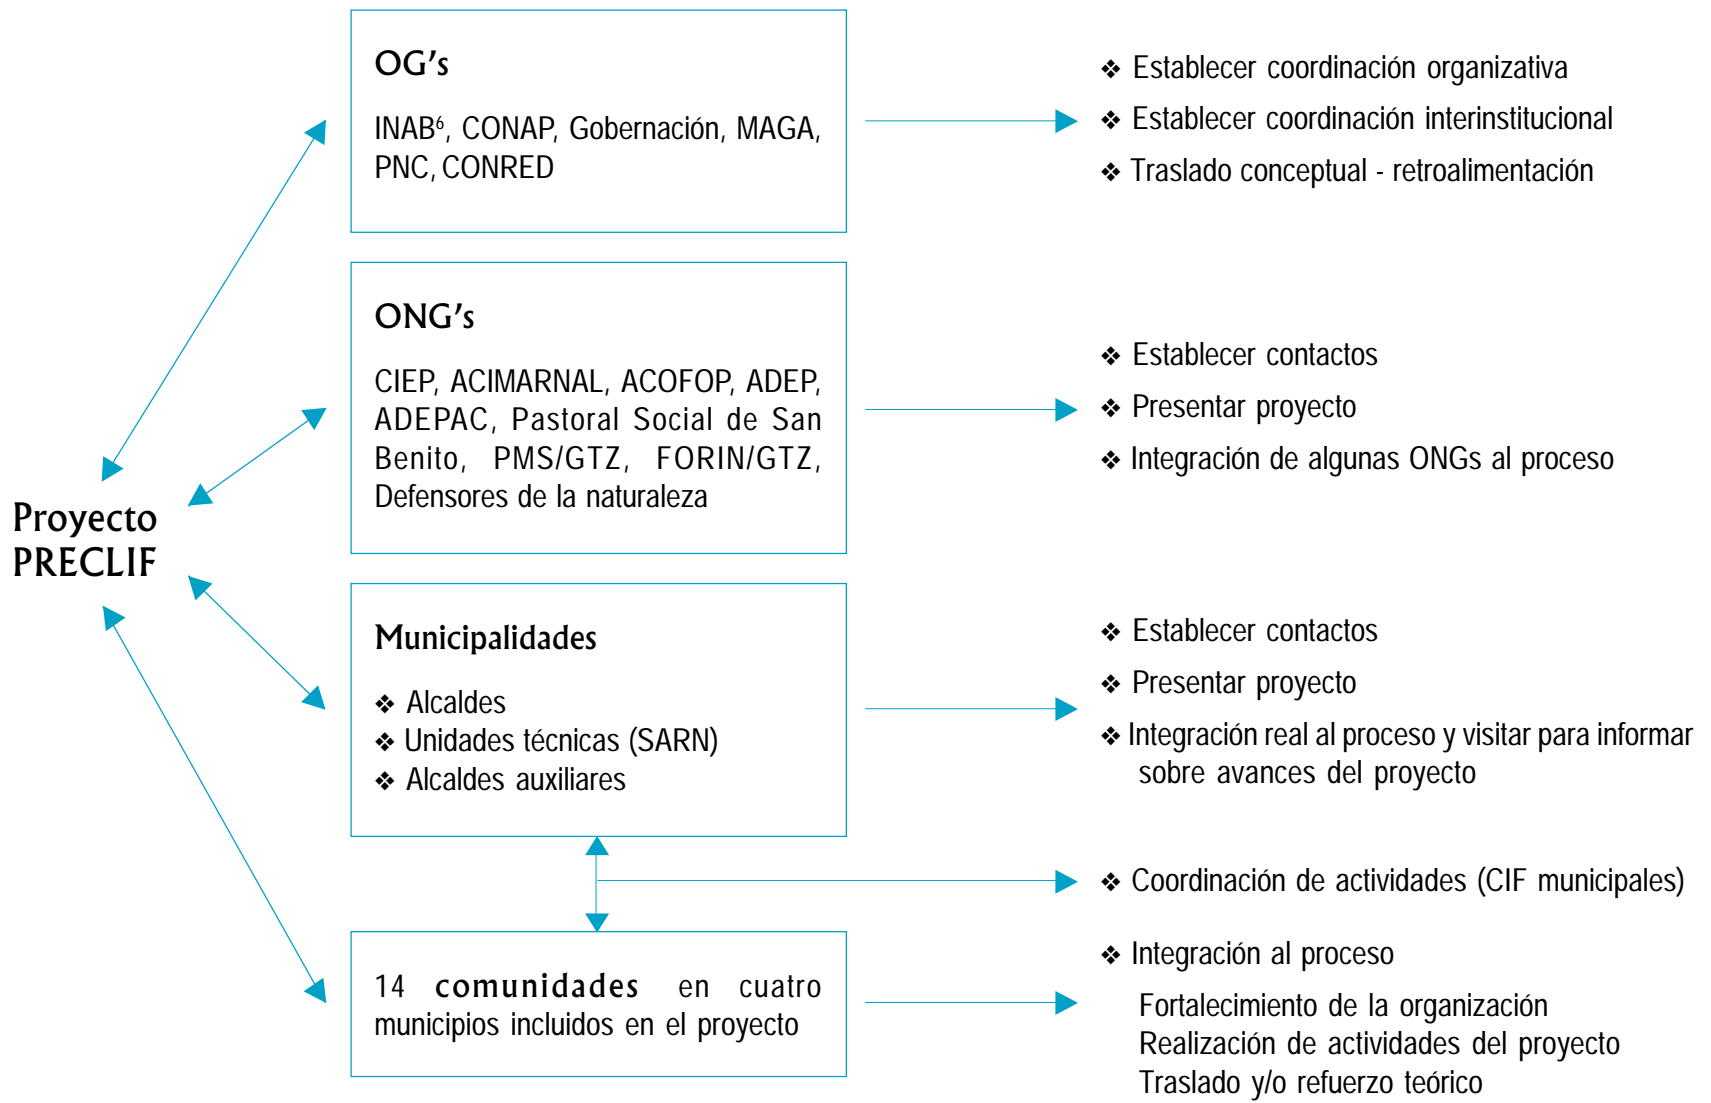 OG's
INAB⁶, CONAP, Gobernación, MAGA,
PNC, CONRED
❖ Establecer coordinación organizativa
❖ Establecer coordinación interinstitucional
❖ Traslado conceptual - retroalimentación
ONG's
CIEP, ACIMARNAL, ACOFOP, ADEP,
ADEPAC, Pastoral Social de San
Benito, PMS/GTZ, FORIN/GTZ,
Defensores de la naturaleza
❖ Establecer contactos
❖ Presentar proyecto
❖ Integración de algunas ONGs al proceso
Proyecto
PRECLIF
Municipalidades
❖ Alcaldes
❖ Unidades técnicas (SARN)
❖ Alcaldes auxiliares
❖ Establecer contactos
❖ Presentar proyecto
❖ Integración real al proceso y visitar para informar
sobre avances del proyecto
❖ Coordinación de actividades (CIF municipales)
14 comunidades en cuatro
municipios incluidos en el proyecto
❖ Integración al proceso
Fortalecimiento de la organización
Realización de actividades del proyecto
Traslado y/o refuerzo teórico